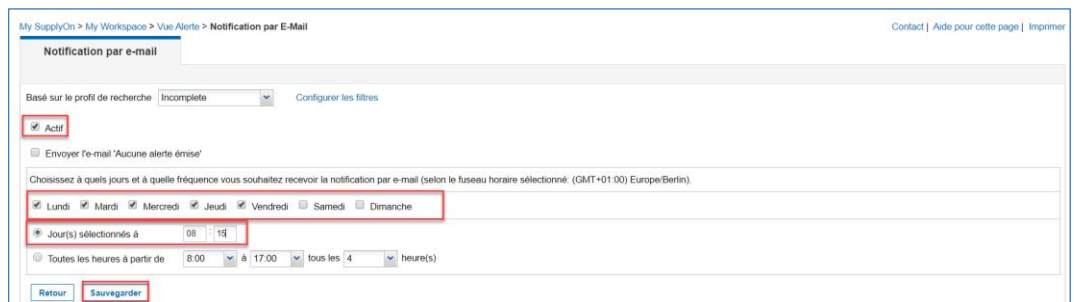 My SupplyOn > My Workspace > Vue Alerte > Notification par E-Mail Contact | Aide pour cette page | Imprimer
Notification par e-mail
Basé sur le profil de recherche Incomplete Configurer les filtres
Actif
Envoyer l'e-mail 'Aucune alerte émise'
Choisissez à quels jours et à quelle fréquence vous souhaitez recevoir la notification par e-mail (selon le fuseau horaire sélectionné: (GMT+01:00) Europe/Berlin).
Lundi Mardi Mercredi Jeudi Vendredi Samedi Dimanche
Jour(s) sélectionnés à 08 : 15
Toutes les heures à partir de 8:00 à 17:00 tous les 4 heure(s)
Retour Sauvegarder